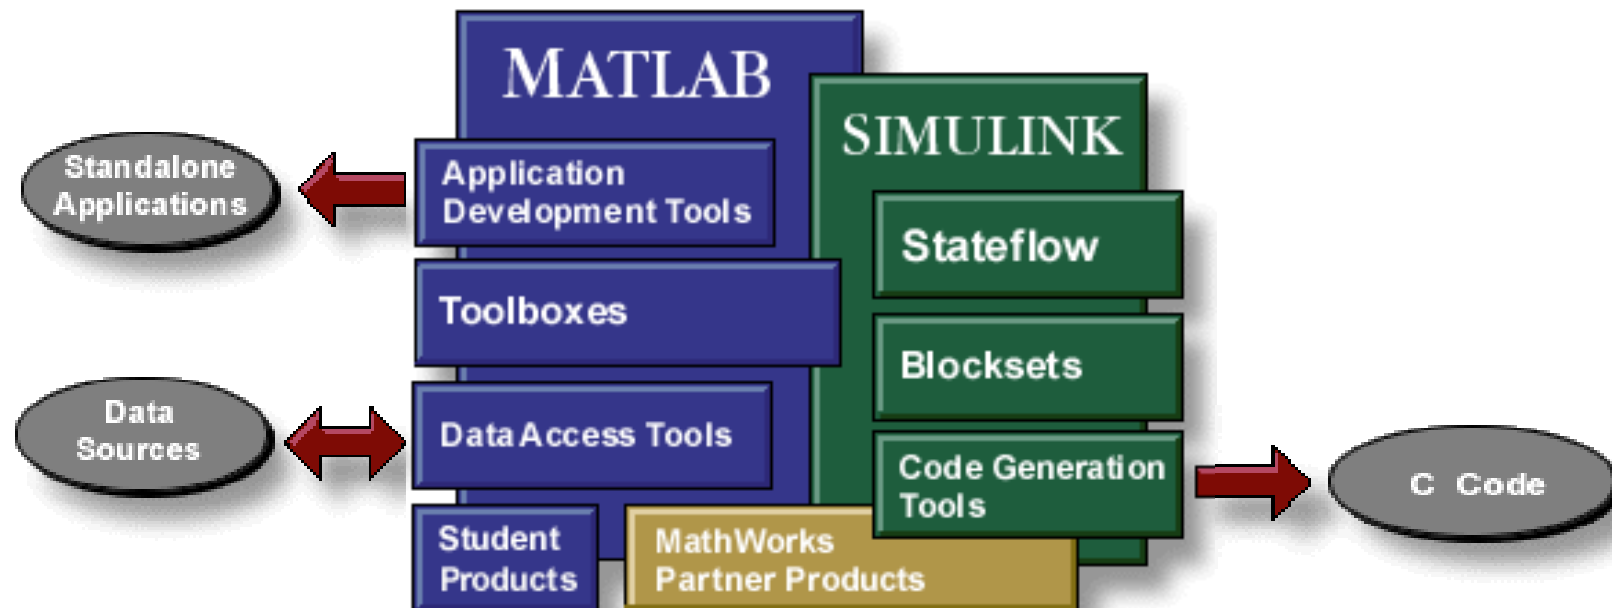 MATLAB
SIMULINK
Standalone
Applications
Application
Development Tools
Stateflow
Toolboxes
Blocksets
Data
Sources
Data Access Tools
Code Generation
Tools
C Code
Student
Products
MathWorks
Partner Products